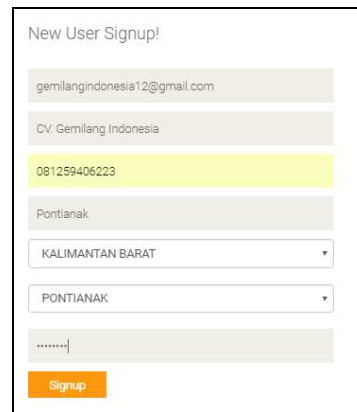 New User Signup!
gemilangindonesia12@gmail.com
CV. Gemilang Indonesia
081259406223
Pontianak
KALIMANTAN BARAT
PONTIANAK
••••••••
Signup